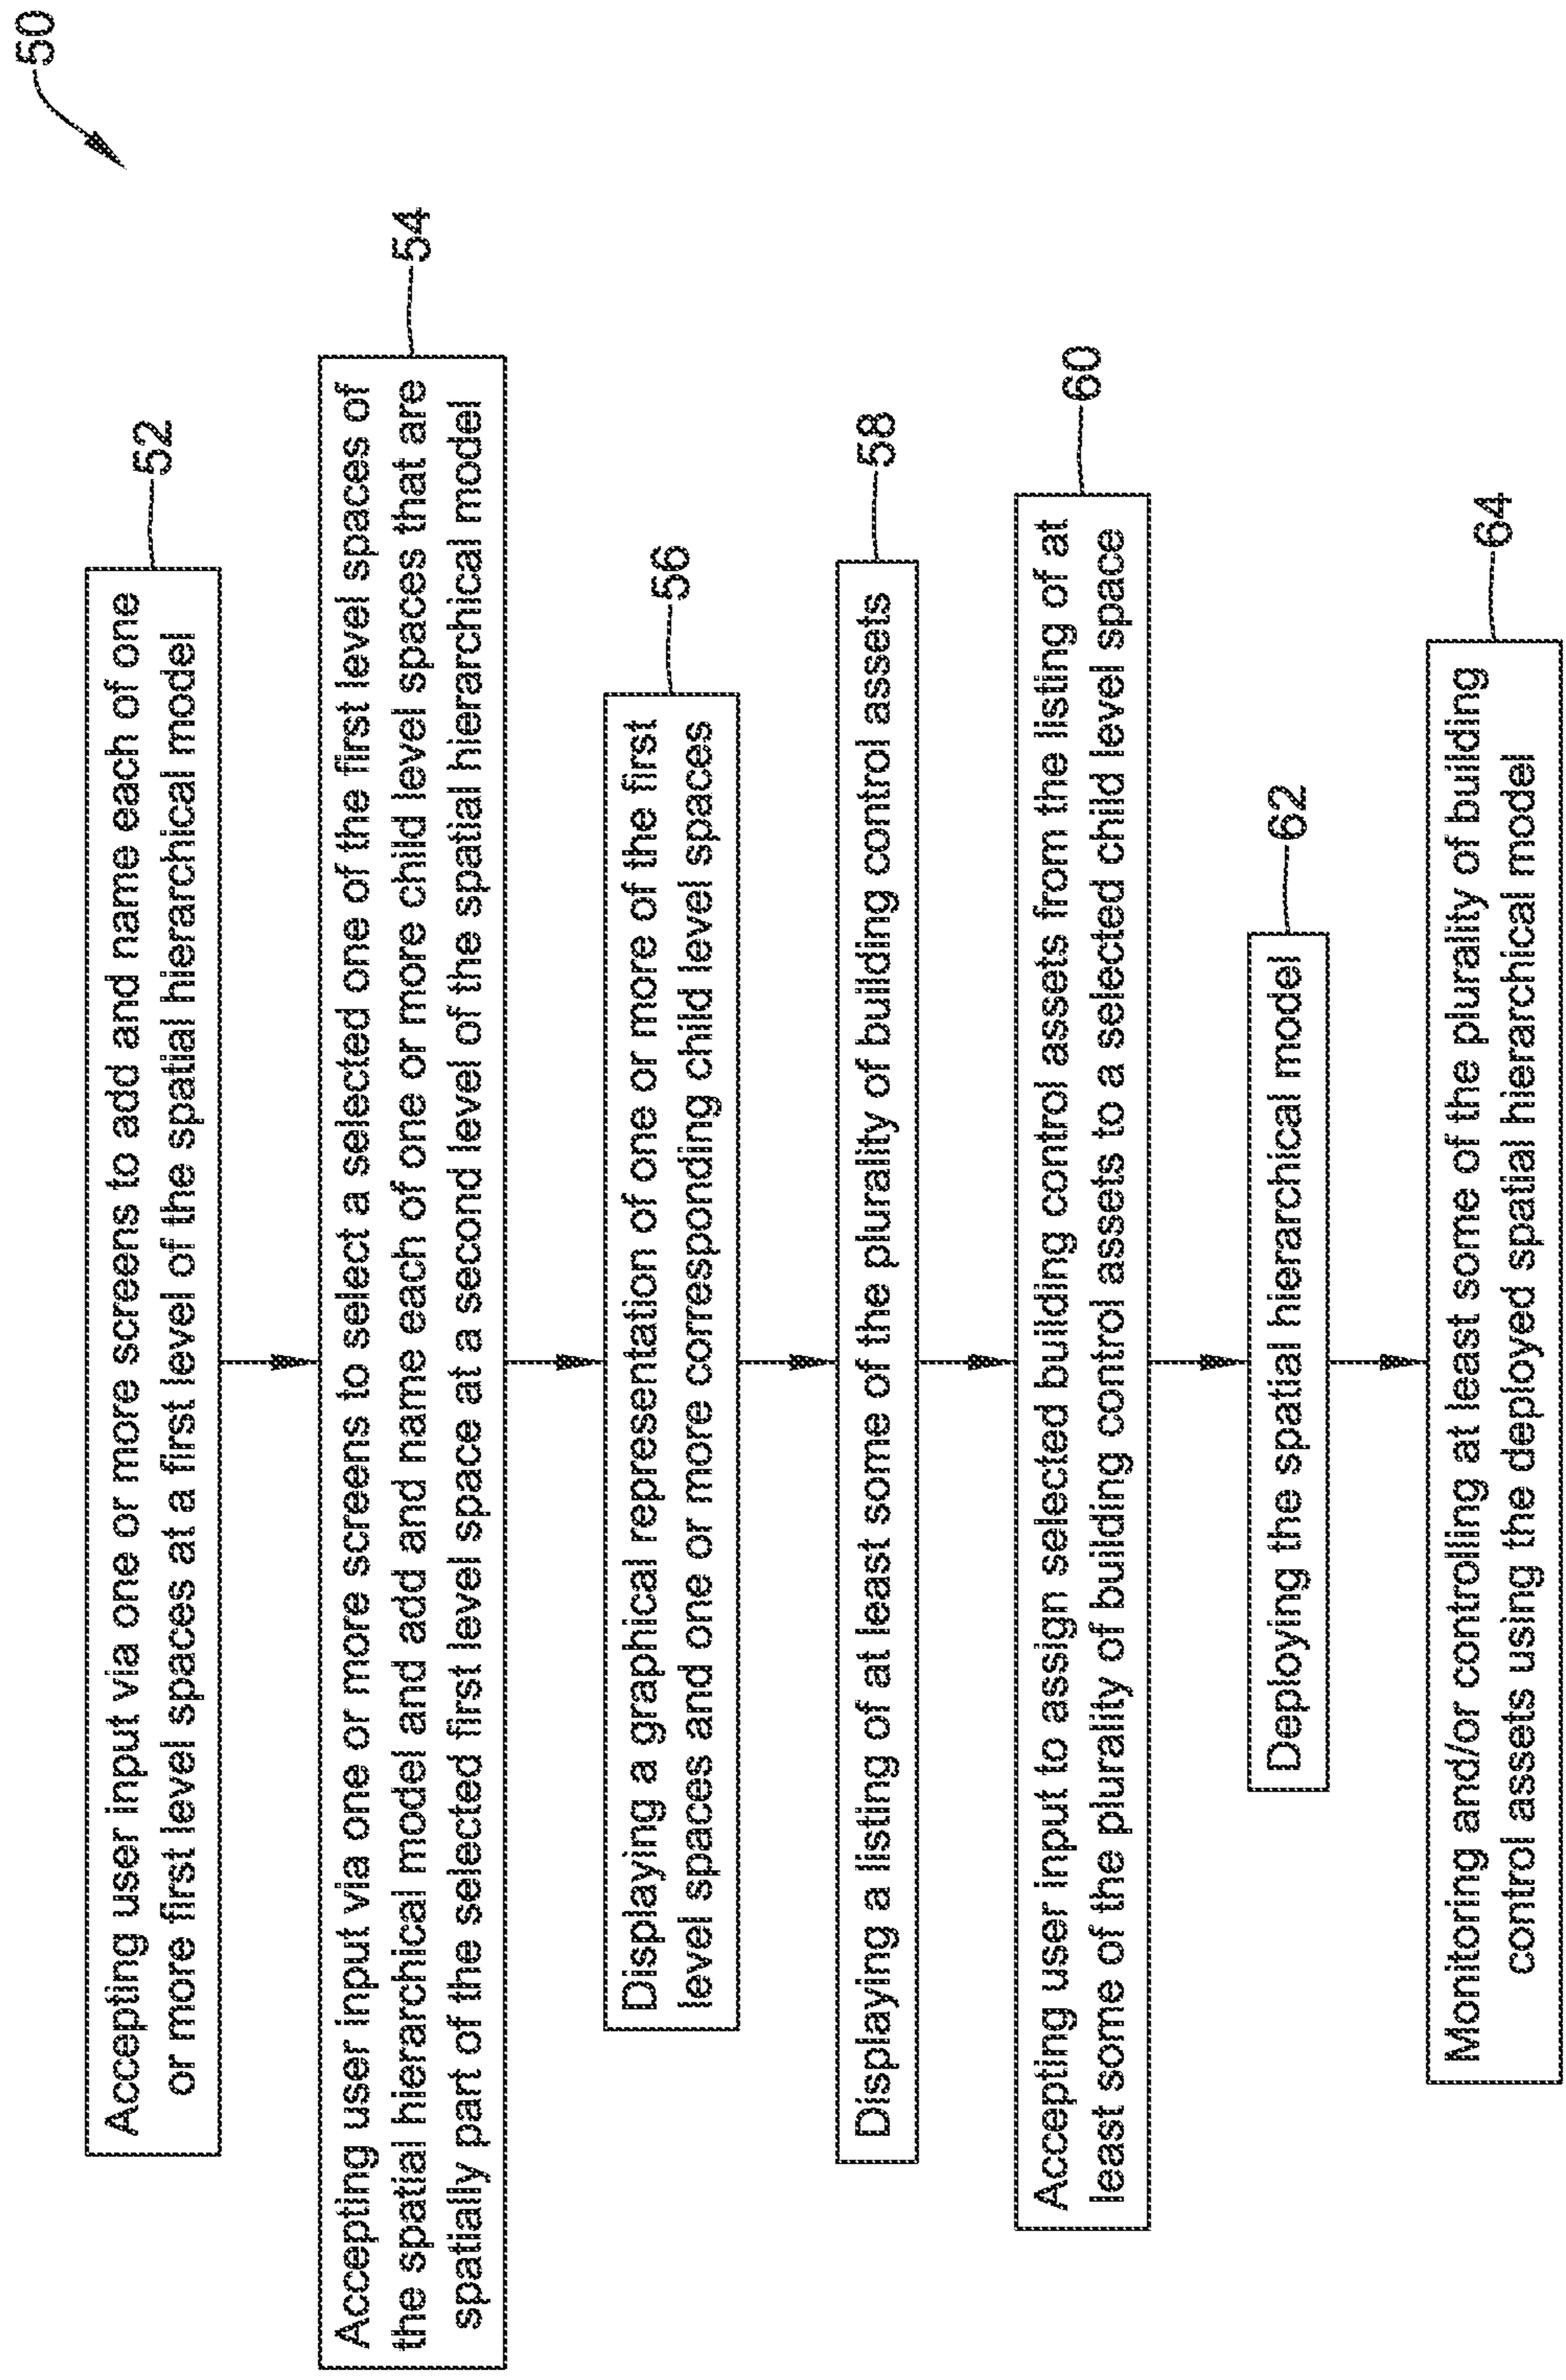 50
Accepting user input via one or more screens to add and name each of one
or more first level spaces at a first level of the spatial hierarchical model
52
Accepting user input via one or more screens to select a selected one of the first level spaces of
the spatial hierarchical model and add and name each of one or more child level spaces that are
spatially part of the selected first level space at a second level of the spatial hierarchical model
54
Displaying a graphical representation of one or more of the first
level spaces and one or more corresponding child level spaces
56
Displaying a listing of at least some of the plurality of building control assets
58
Accepting user input to assign selected building control assets from the listing of at
least some of the plurality of building control assets to a selected child level space
60
Deploying the spatial hierarchical model
62
Monitoring and/or controlling at least some of the plurality of building
control assets using the deployed spatial hierarchical model
64